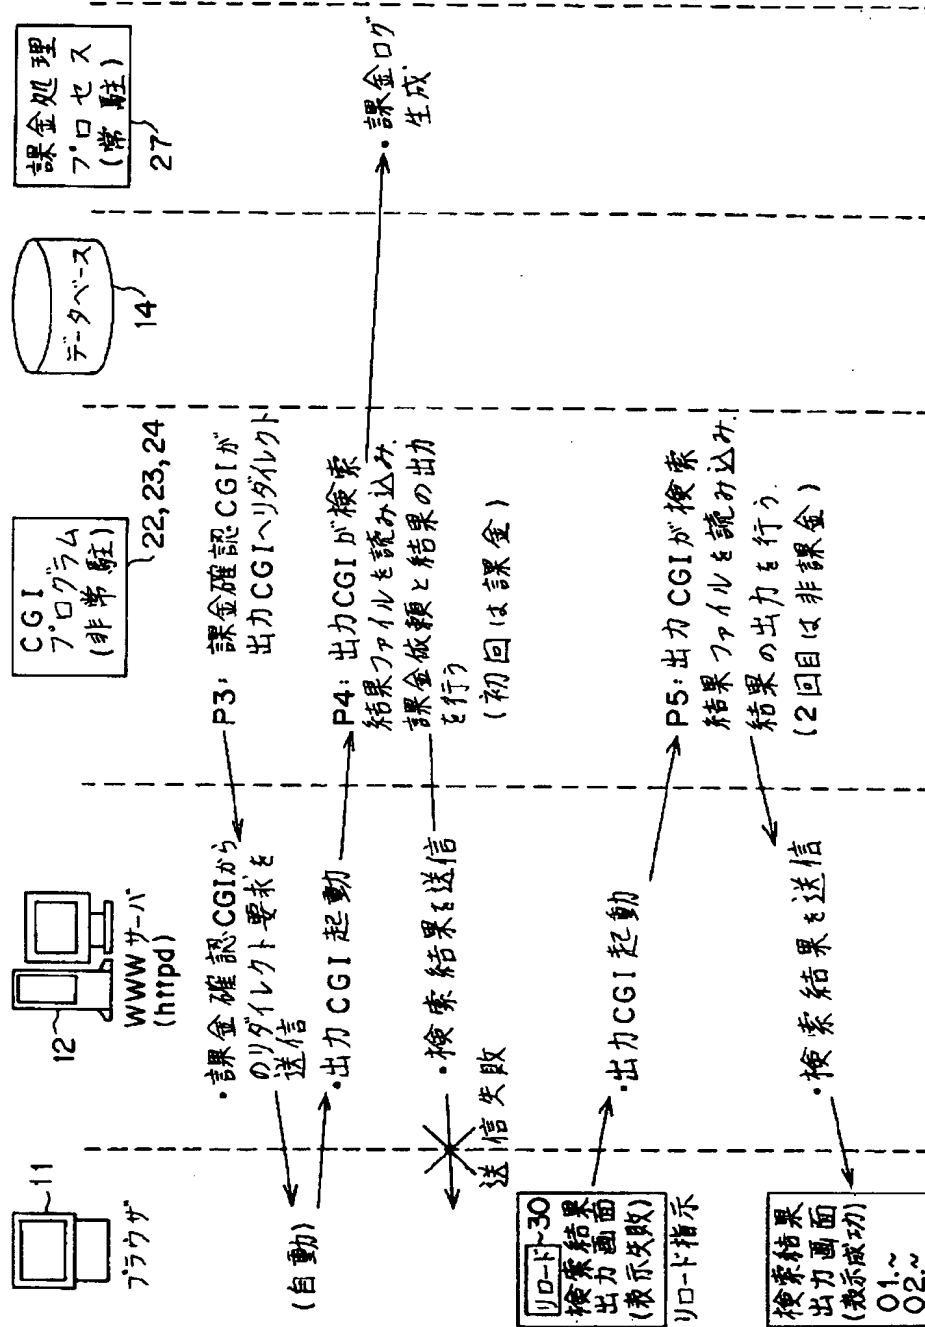 11
ブラウザ
12
WWWサーバ
(httpd)
CGI
プログラム
(非常駐)
22,23,24
データベース
14
課金処理
プロセス
(常駐)
27
P3: 課金確認CGIが
出力CGIへリダイレクト
・課金確認CGIから
のリダイレクト要求を
送信
(自動)
・出力CGI起動
P4: 出力CGIが検索
結果ファイルを読み込み.
課金依頼と結果の出力
を行う
(初回は課金)
・課金ログ
生成
・検索結果を送信
送信失敗
リロード~30
検索結果
出力画面
(表示失敗)
リロード指示
・出力CGI起動
P5: 出力CGIが検索
結果ファイルを読み込み.
結果の出力を行う.
(2回目は非課金)
・検索結果を送信
検索結果
出力画面
(表示成功)
01.~
02.~